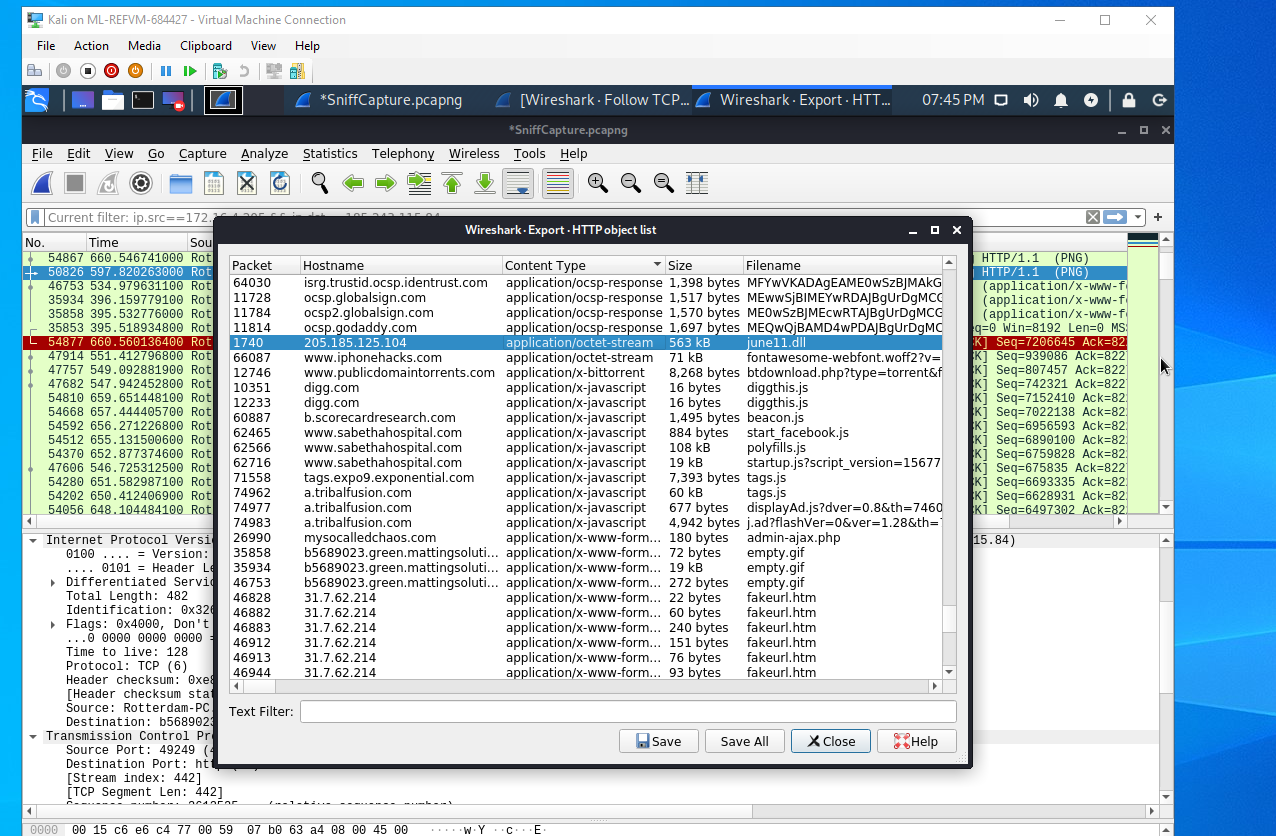 Kali on ML-REFVM-684427 - Virtual Machine Connection
File Action Media Clipboard View Help
*SniffCapture.pcapng [Wireshark · Follow TCP... Wireshark · Export · HTT... 07:45 PM
*SniffCapture.pcapng
File Edit View Go Capture Analyze Statistics Telephony Wireless Tools Help
Current filter: ip.src==172.16.4.205 && ip.dst
Wireshark · Export · HTTP object list
No. Time Sou
54867 660.546741000 Rot HTTP/1.1 (PNG)
50826 597.820263000 Rot HTTP/1.1 (PNG)
46753 534.979631100 Rot (application/x-www-fo
35934 396.159779100 Rot (application/x-www-fo
35858 395.532776000 Rot (application/x-www-fo
35853 395.518934800 Rot eq=0 Win=8192 Len=0 MS
54877 660.560136400 Rot K] Seq=7206645 Ack=822
47914 551.412796800 Rot K] Seq=939086 Ack=822
47757 549.092881900 Rot K] Seq=807457 Ack=822
47682 547.942452800 Rot K] Seq=742321 Ack=822
54810 659.651448100 Rot K] Seq=7152410 Ack=822
54668 657.444405700 Rot K] Seq=7022138 Ack=822
54592 656.271226800 Rot K] Seq=6956593 Ack=822
54512 655.131500600 Rot K] Seq=6890100 Ack=822
54370 652.877374600 Rot K] Seq=6759828 Ack=822
47606 546.725312500 Rot K] Seq=675835 Ack=822
54280 651.582987100 Rot K] Seq=6693335 Ack=822
54202 650.412406900 Rot K] Seq=6628931 Ack=822
54056 648.104484100 Rot K] Seq=6497302 Ack=822
Packet Hostname Content Type Size Filename
64030 isrg.trustid.ocsp.identrust.com application/ocsp-response 1,398 bytes MFYwVKADAgEAME0wSzBJMAkG
11728 ocsp.globalsign.com application/ocsp-response 1,517 bytes MEwwSjBIMEYwRDAJBgUrDgMCG
11784 ocsp2.globalsign.com application/ocsp-response 1,570 bytes ME0wSzBJMEcwRTAJBgUrDgMCG
11814 ocsp.godaddy.com application/ocsp-response 1,697 bytes MEQwQjBAMD4wPDAJBgUrDgMC
1740 205.185.125.104 application/octet-stream 563 kB june11.dll
66087 www.iphonehacks.com application/octet-stream 71 kB fontawesome-webfont.woff2?v=
12746 www.publicdomaintorrents.com application/x-bittorrent 8,268 bytes btdownload.php?type=torrent&f
10351 digg.com application/x-javascript 16 bytes diggthis.js
12233 digg.com application/x-javascript 16 bytes diggthis.js
60887 b.scorecardresearch.com application/x-javascript 1,495 bytes beacon.js
62465 www.sabethahospital.com application/x-javascript 884 bytes start_facebook.js
62566 www.sabethahospital.com application/x-javascript 108 kB polyfills.js
62716 www.sabethahospital.com application/x-javascript 19 kB startup.js?script_version=15677
71558 tags.expo9.exponential.com application/x-javascript 7,393 bytes tags.js
74962 a.tribalfusion.com application/x-javascript 60 kB tags.js
74977 a.tribalfusion.com application/x-javascript 677 bytes displayAd.js?dver=0.8&th=7460
74983 a.tribalfusion.com application/x-javascript 4,942 bytes j.ad?flashVer=0&ver=1.28&th=
26990 mysocalledchaos.com application/x-www-form... 180 bytes admin-ajax.php
35858 b5689023.green.mattingsoluti... application/x-www-form... 72 bytes empty.gif
35934 b5689023.green.mattingsoluti... application/x-www-form... 19 kB empty.gif
46753 b5689023.green.mattingsoluti... application/x-www-form... 272 bytes empty.gif
46828 31.7.62.214 application/x-www-form... 22 bytes fakeurl.htm
46882 31.7.62.214 application/x-www-form... 60 bytes fakeurl.htm
46883 31.7.62.214 application/x-www-form... 240 bytes fakeurl.htm
46912 31.7.62.214 application/x-www-form... 151 bytes fakeurl.htm
46913 31.7.62.214 application/x-www-form... 76 bytes fakeurl.htm
46944 31.7.62.214 application/x-www-form... 93 bytes fakeurl.htm
Text Filter:
Save Save All Close Help
Internet Protocol Versi 15.84)
0100 .... = Version:
.... 0101 = Header Le
Differentiated Servic
Total Length: 482
Identification: 0x326
Flags: 0x4000, Don't
...0 0000 0000 0000 =
Time to live: 128
Protocol: TCP (6)
Header checksum: 0xe8
[Header checksum stat
Source: Rotterdam-PC.
Destination: b5689023
Transmission Control Pr
Source Port: 49249 (4
Destination Port: htt
[Stream index: 442]
[TCP Segment Len: 442]
0000 00 15 c6 e6 c4 77 00 59 07 b0 63 a4 08 00 45 00 ·····w·Y ··c···E·